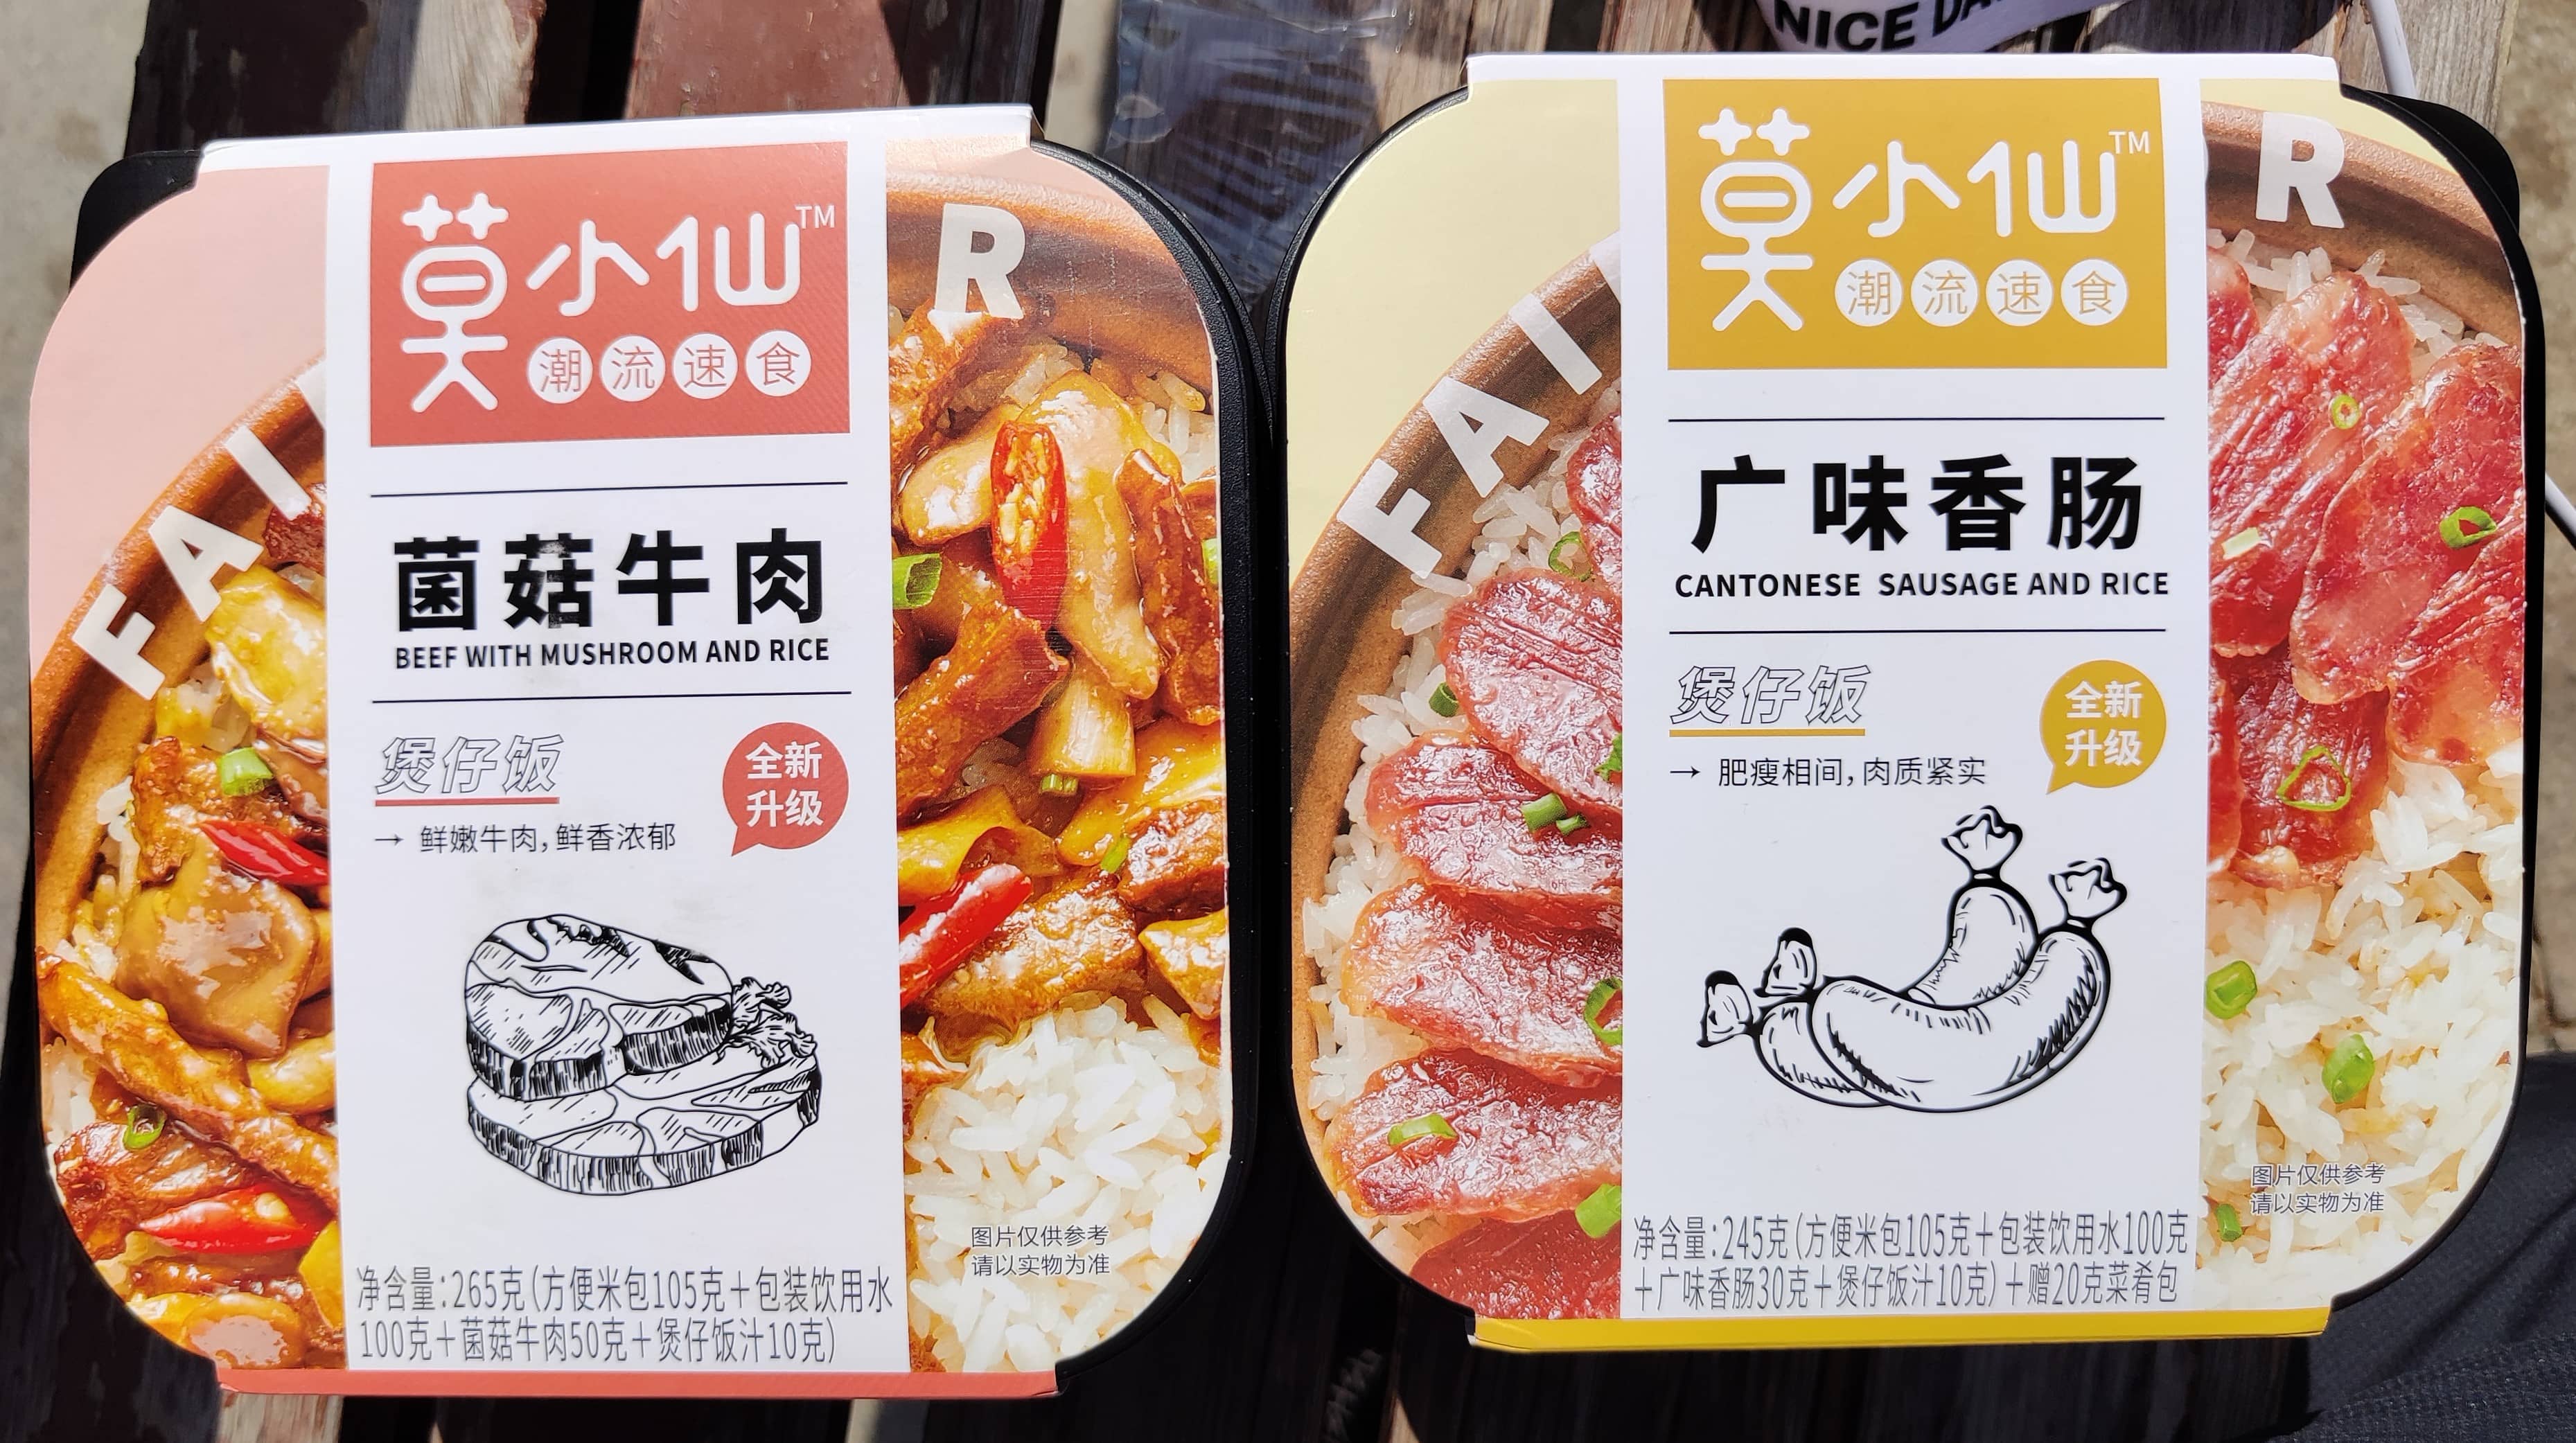 NICE DA
莫小仙TM
潮流速食
FAI
R
菌菇牛肉
BEEF WITH MUSHROOM AND RICE
煲仔饭
全新
升级
→ 鲜嫩牛肉,鲜香浓郁
图片仅供参考
请以实物为准
净含量:265克(方便米包105克+包装饮用水
100克+菌菇牛肉50克+煲仔饭汁10克)
莫小仙TM
潮流速食
FAI
R
广味香肠
CANTONESE SAUSAGE AND RICE
煲仔饭
全新
升级
→ 肥瘦相间,肉质紧实
图片仅供参考
请以实物为准
净含量:245克(方便米包105克+包装饮用水100克
+广味香肠30克+煲仔饭汁10克)+赠20克菜肴包